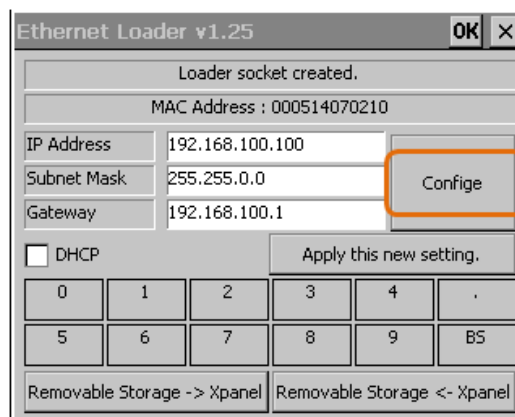 Ethernet Loader v1.25 OK ×
Loader socket created.
MAC Address : 000514070210
IP Address 192.168.100.100
Subnet Mask 255.255.0.0
Confige
Gateway 192.168.100.1
DHCP Apply this new setting.
0 1 2 3 4 .
5 6 7 8 9 BS
Removable Storage -> Xpanel Removable Storage <- Xpanel